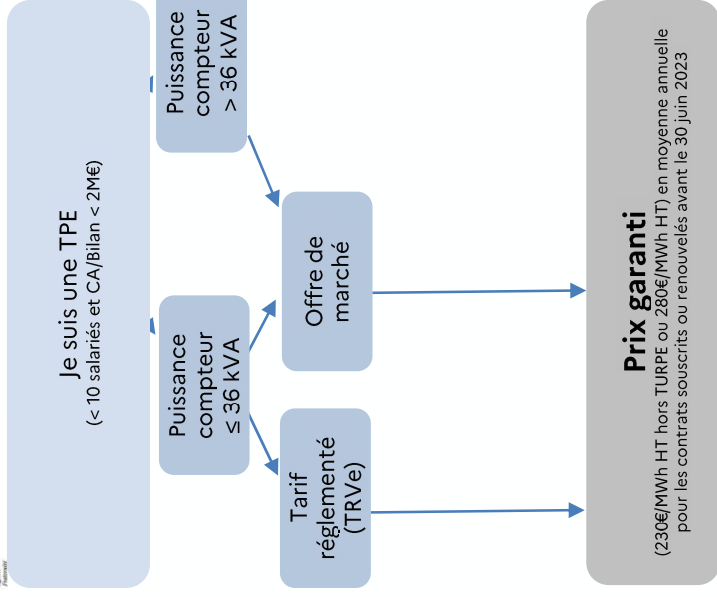 Je suis une TPE
(< 10 salariés et CA/Bilan < 2M€)
Puissance
compteur
≤ 36 kVA
Puissance
compteur
> 36 kVA
Tarif
réglementé
(TRVe)
Offre de
marché
Prix garanti
(230€/MWh HT hors TURPE ou 280€/MWh HT) en moyenne annuelle
pour les contrats souscrits ou renouvelés avant le 30 juin 2023